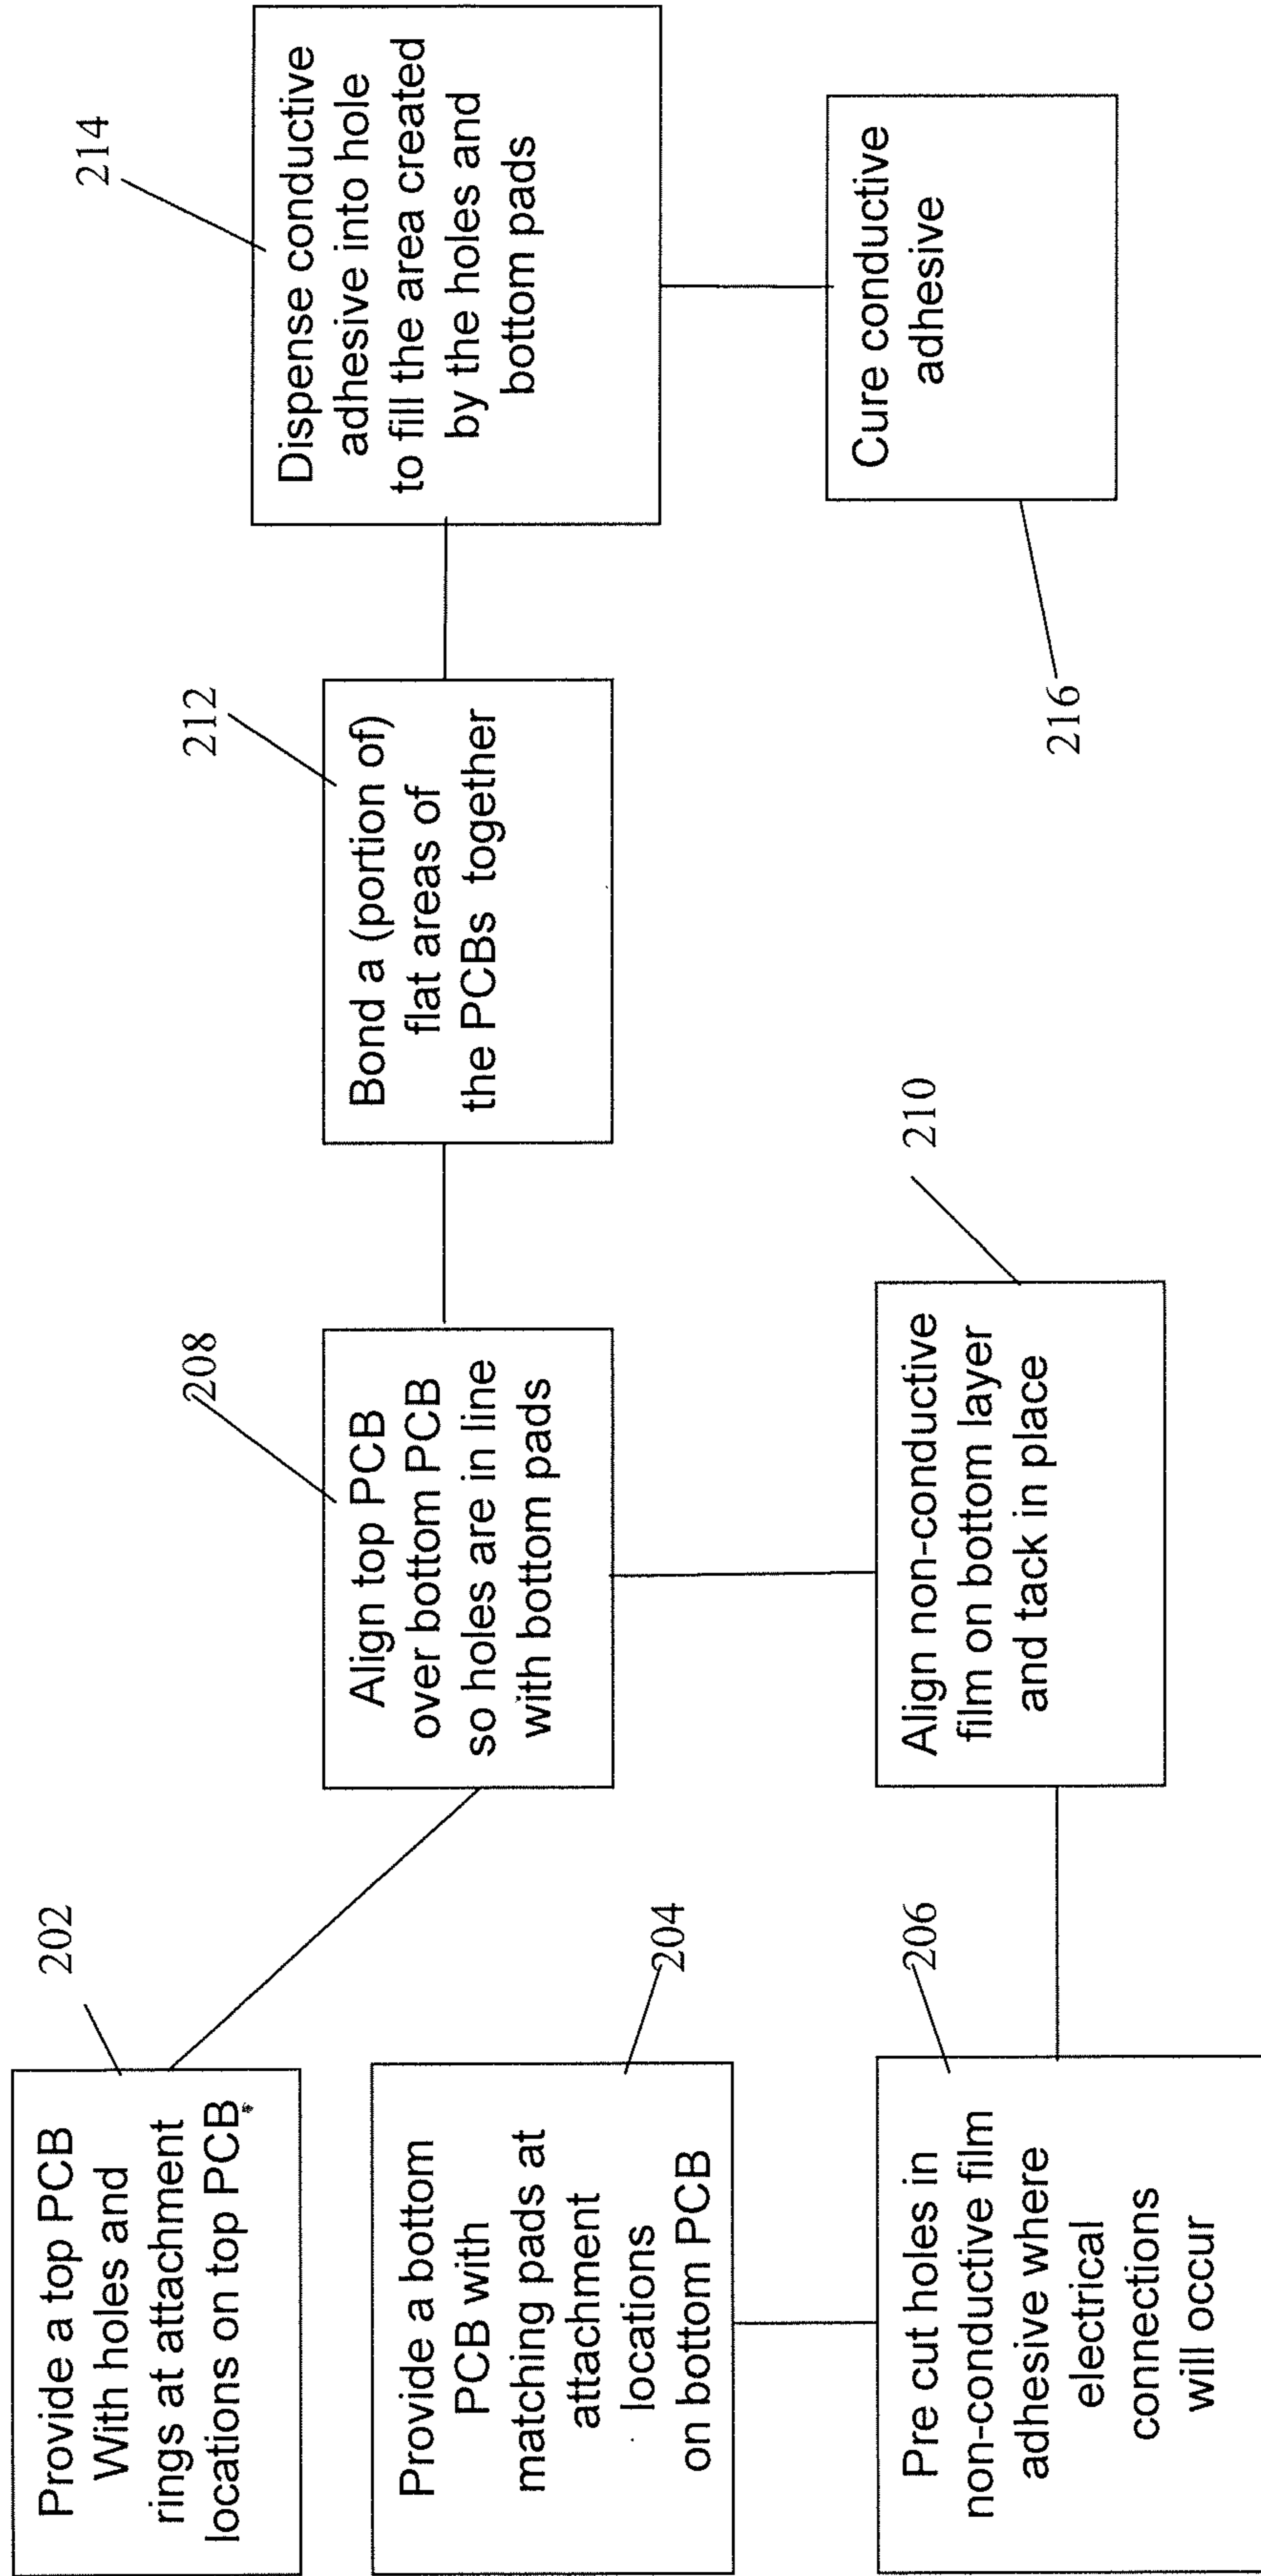 202
Provide a top PCB
With holes and
rings at attachment
locations on top PCB
204
Provide a bottom
PCB with
matching pads at
attachment
locations
on bottom PCB
206
Pre cut holes in
non-conductive film
adhesive where
electrical
connections
will occur
208
Align top PCB
over bottom PCB
so holes are in line
with bottom pads
210
Align non-conductive
film on bottom layer
and tack in place
212
Bond a (portion of)
flat areas of
the PCBs together
214
Dispense conductive
adhesive into hole
to fill the area created
by the holes and
bottom pads
216
Cure conductive
adhesive